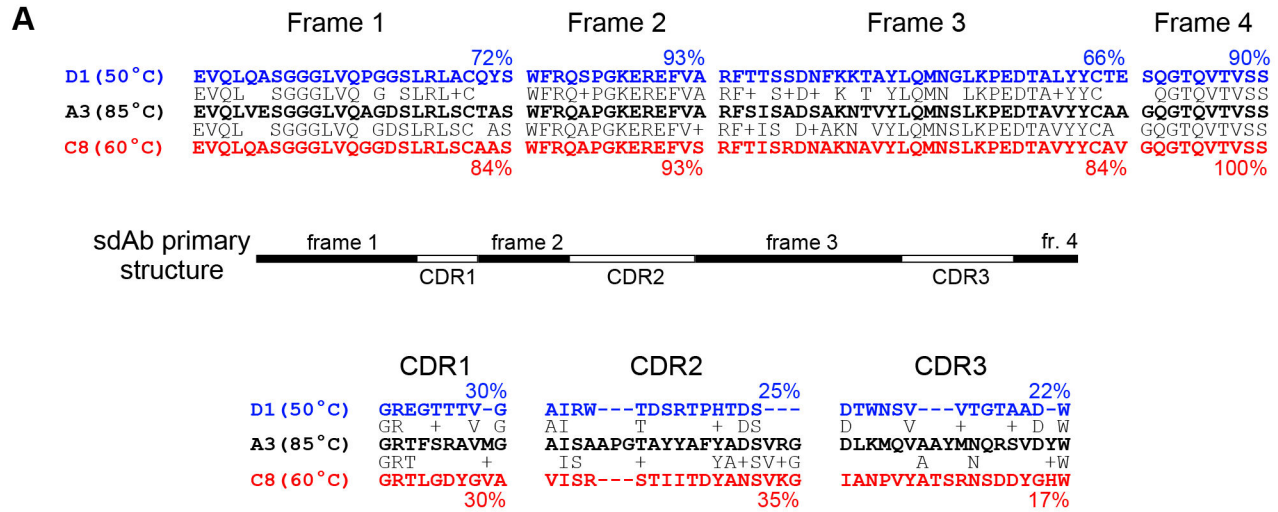 A
Frame 1 Frame 2 Frame 3 Frame 4
72% 93% 66% 90%
D1(50°C) EVQLQASGGGLVQPGGSLRLACQYS WFRQSPGKEREFVA RFTTSSDNFKKTAYLQMNGLKPEDTALYYCTE SQGTQVTVSS
EVQL SGGGLVQ G SLRL+C WFRQ+PGKEREFVA RF+ S+D+ K T YLQMN LKPEDTA+YYC QGTQVTVSS
A3(85°C) EVQLVESGGGLVQAGDSLRLSCTAS WFRQAPGKEREFVA RFSISADSAKNTVYLQMNSLKPEDTAVYYCAA GQGTQVTVSS
EVQL SGGGLVQ GDSLRLSC AS WFRQAPGKEREFV+ RF+IS D+AKN VYLQMNSLKPEDTAVYYCA GQGTQVTVSS
C8(60°C) EVQLQASGGGLVQGGDSLRLSCAAS WFRQAPGKEREFVS RFTISRDNAKNAVYLQMNSLKPEDTAVYYCAV GQGTQVTVSS
84% 93% 84% 100%
sdAb primary
structure
frame 1 frame 2 frame 3 fr. 4
CDR1 CDR2 CDR3
CDR1 CDR2 CDR3
30% 25% 22%
D1(50°C) GREGTTTV-G AIRW---TDSRTPHTDS--- DTWNSV---VTGTAAD-W
GR + V G AI T + DS D V + + D W
A3(85°C) GRTFSRAVMG AISAAPGTAYYAFYADSVRG DLKMQVAAYMNQRSVDYW
GRT + IS + YA+SV+G A N +W
C8(60°C) GRTLGDYGVA VISR---STIITDYANSVKG IANPVYATSRNSDDYGHW
30% 35% 17%